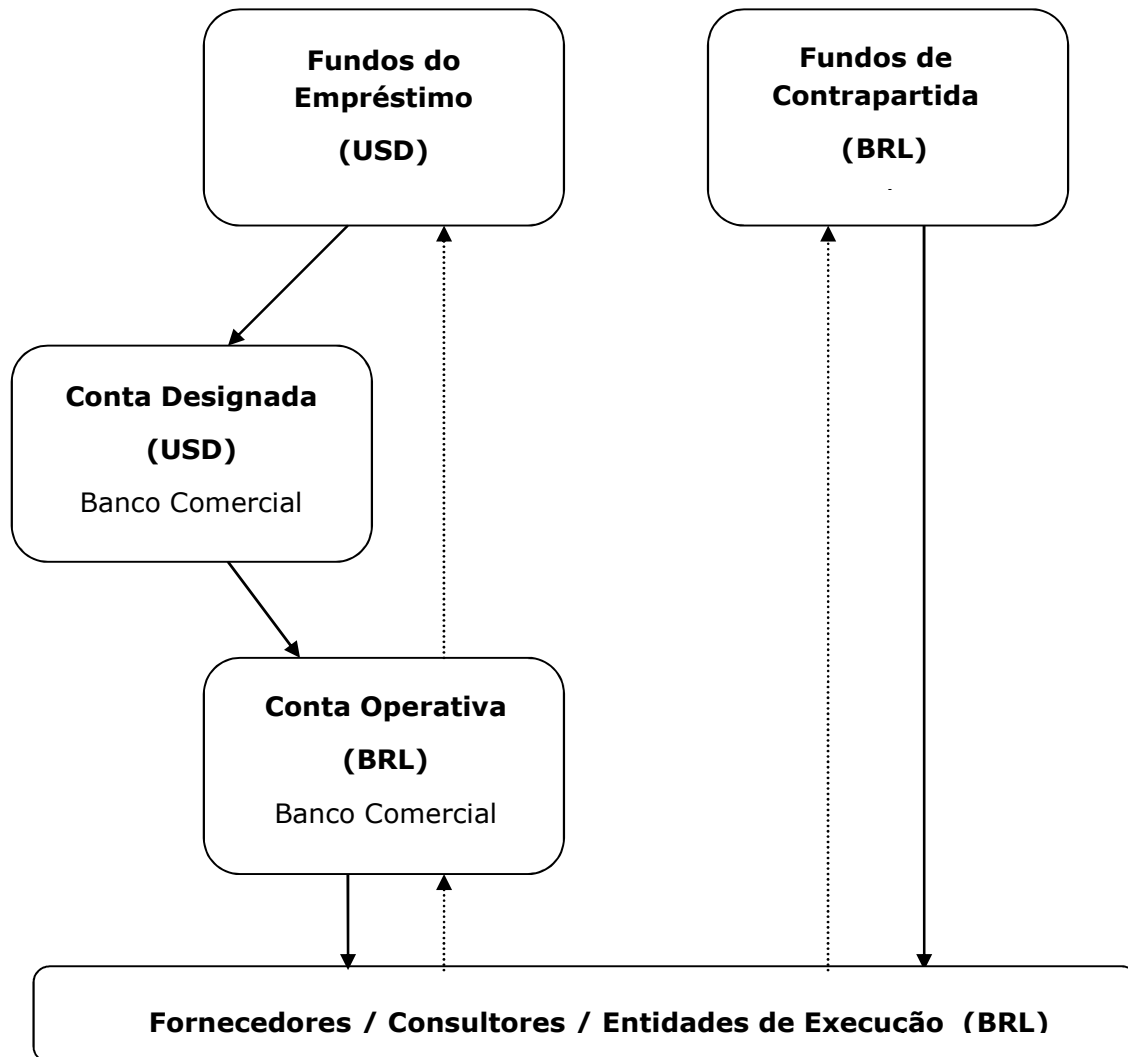 Fundos do
Empréstimo
(USD)
Fundos de
Contrapartida
(BRL)
Conta Designada
(USD)
Banco Comercial
Conta Operativa
(BRL)
Banco Comercial
Fornecedores / Consultores / Entidades de Execução (BRL)